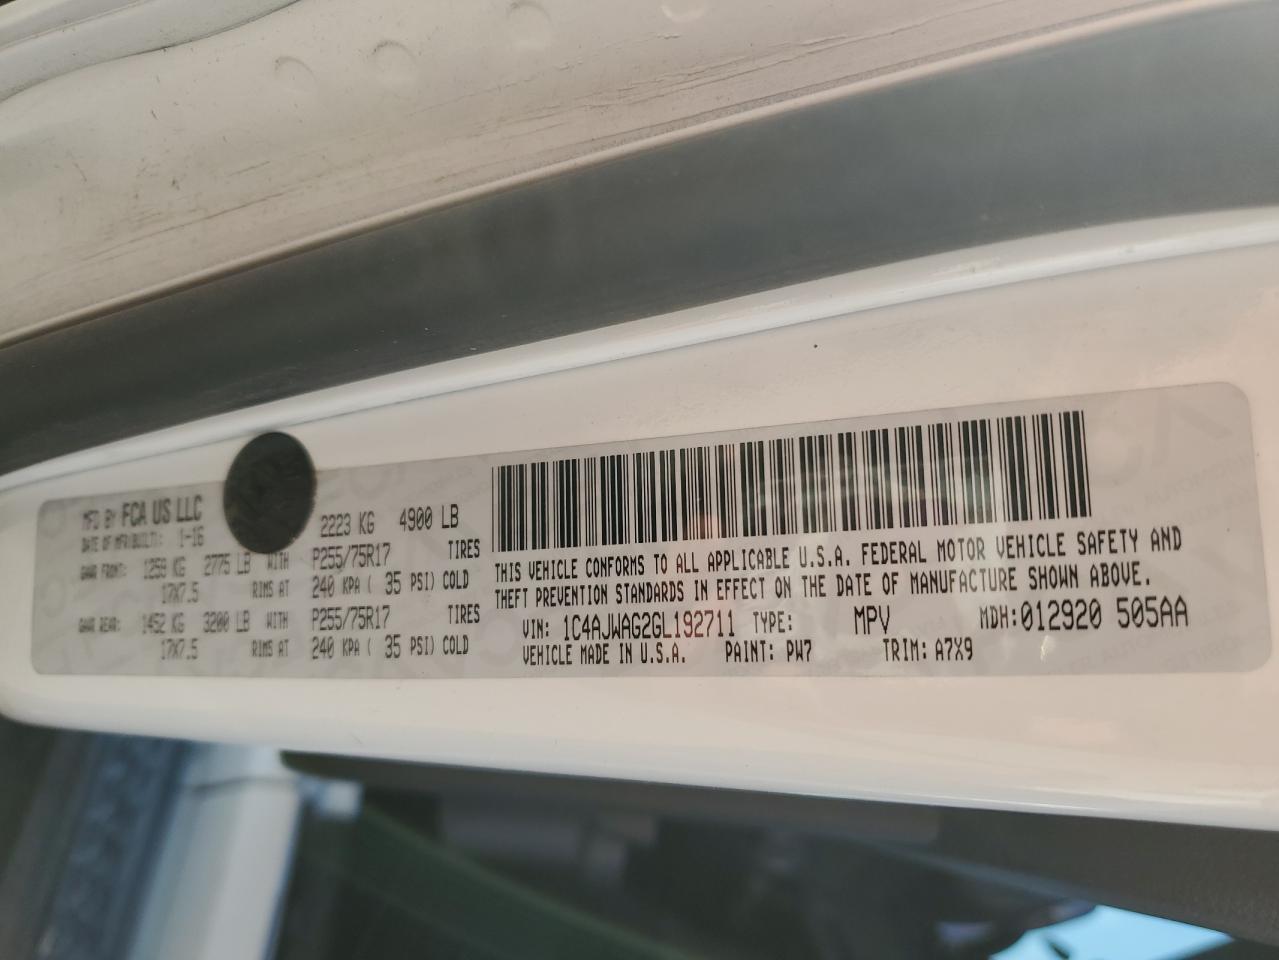 MFD BY FCA US LLC
DATE OF MFR(BUILT): 1-16
2223 KG 4900 LB
GAWR FRONT: 1259 KG 2775 LB WITH P255/75R17 TIRES
17X7.5 RIMS AT 240 KPA ( 35 PSI) COLD
GAWR REAR: 1452 KG 3200 LB WITH P255/75R17 TIRES
17X7.5 RIMS AT 240 KPA ( 35 PSI) COLD
THIS VEHICLE CONFORMS TO ALL APPLICABLE U.S.A. FEDERAL MOTOR VEHICLE SAFETY AND
THEFT PREVENTION STANDARDS IN EFFECT ON THE DATE OF MANUFACTURE SHOWN ABOVE.
VIN: 1C4AJWAG2GL192711 TYPE: MPV MDH:012920 505AA
VEHICLE MADE IN U.S.A. PAINT: PW7 TRIM: A7X9